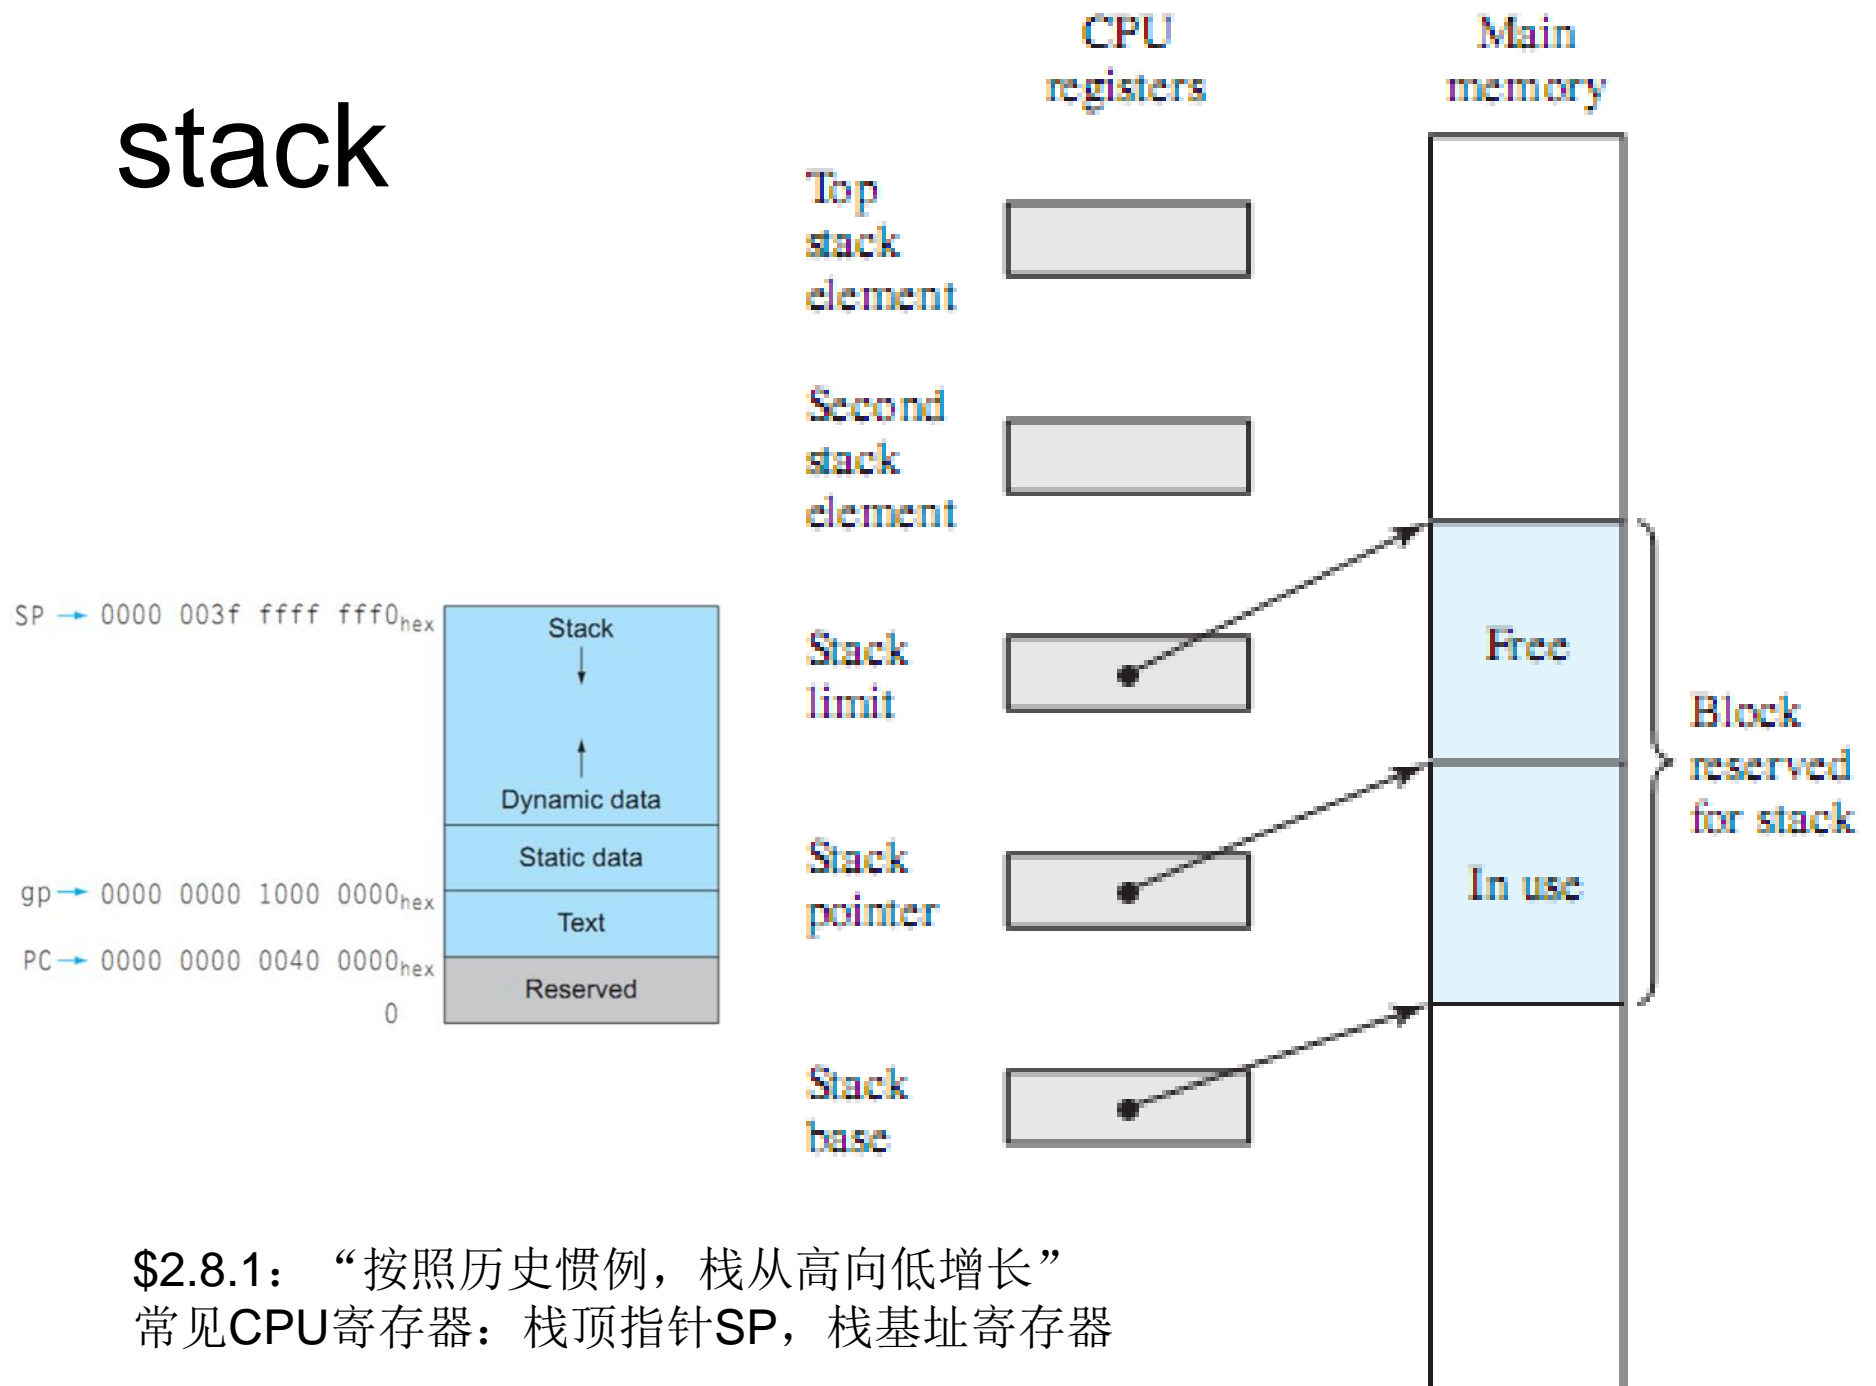 stack
CPU
registers
Main
memory
Top
stack
element
Second
stack
element
Stack
limit
Stack
pointer
Stack
base
Free
In use
Block
reserved
for stack
SP → 0000 003f ffff fff0hex
Stack
Dynamic data
Static data
gp → 0000 0000 1000 0000hex
Text
PC → 0000 0000 0040 0000hex
Reserved
0
$2.8.1：“按照历史惯例，栈从高向低增长”
常见CPU寄存器：栈顶指针SP，栈基址寄存器